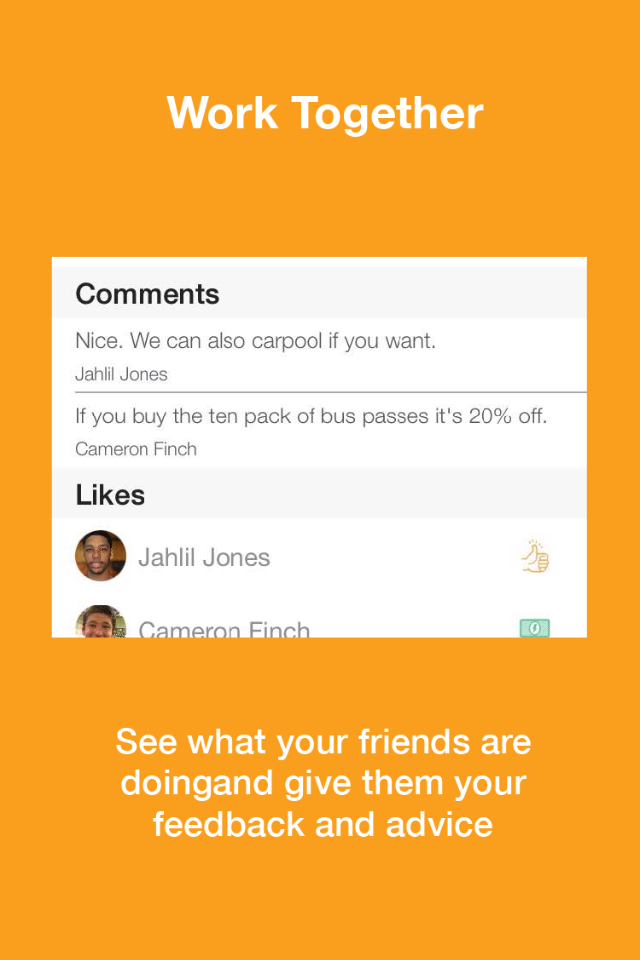 Work Together
Comments
Nice. We can also carpool if you want.
Jahlil Jones
If you buy the ten pack of bus passes it's 20% off.
Cameron Finch
Likes
Jahlil Jones
Cameron Finch
See what your friends are
doingand give them your
feedback and advice